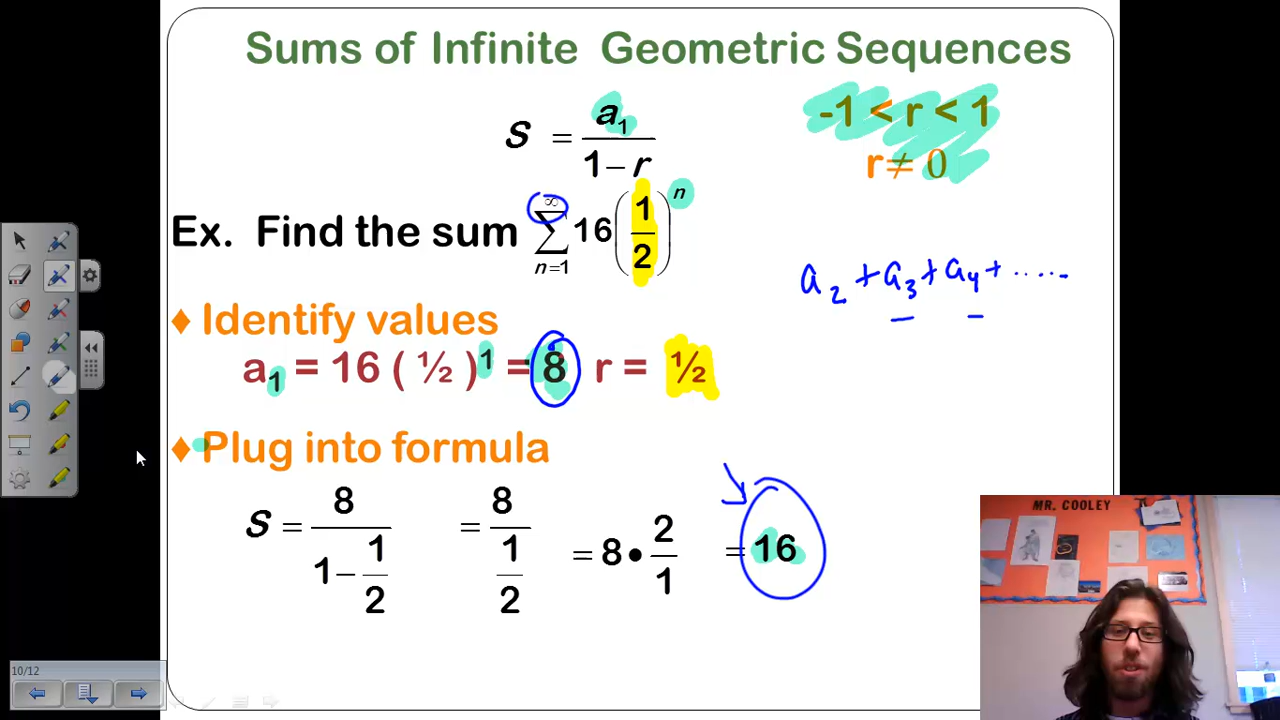 Sums of Infinite Geometric Sequences
S = a₁ / (1 − r)
-1 < r < 1
r ≠ 0
Ex. Find the sum ∑ n=1 ∞ 16(1/2)ⁿ
a₂ + a₃ + a₄ + ......
♦ Identify values
a₁ = 16 ( ½ )¹ = 8 r = ½
♦ Plug into formula
S = 8 / (1 − 1/2) = 8 / (1/2) = 8 • 2/1 = 16
MR. COOLEY
10/12